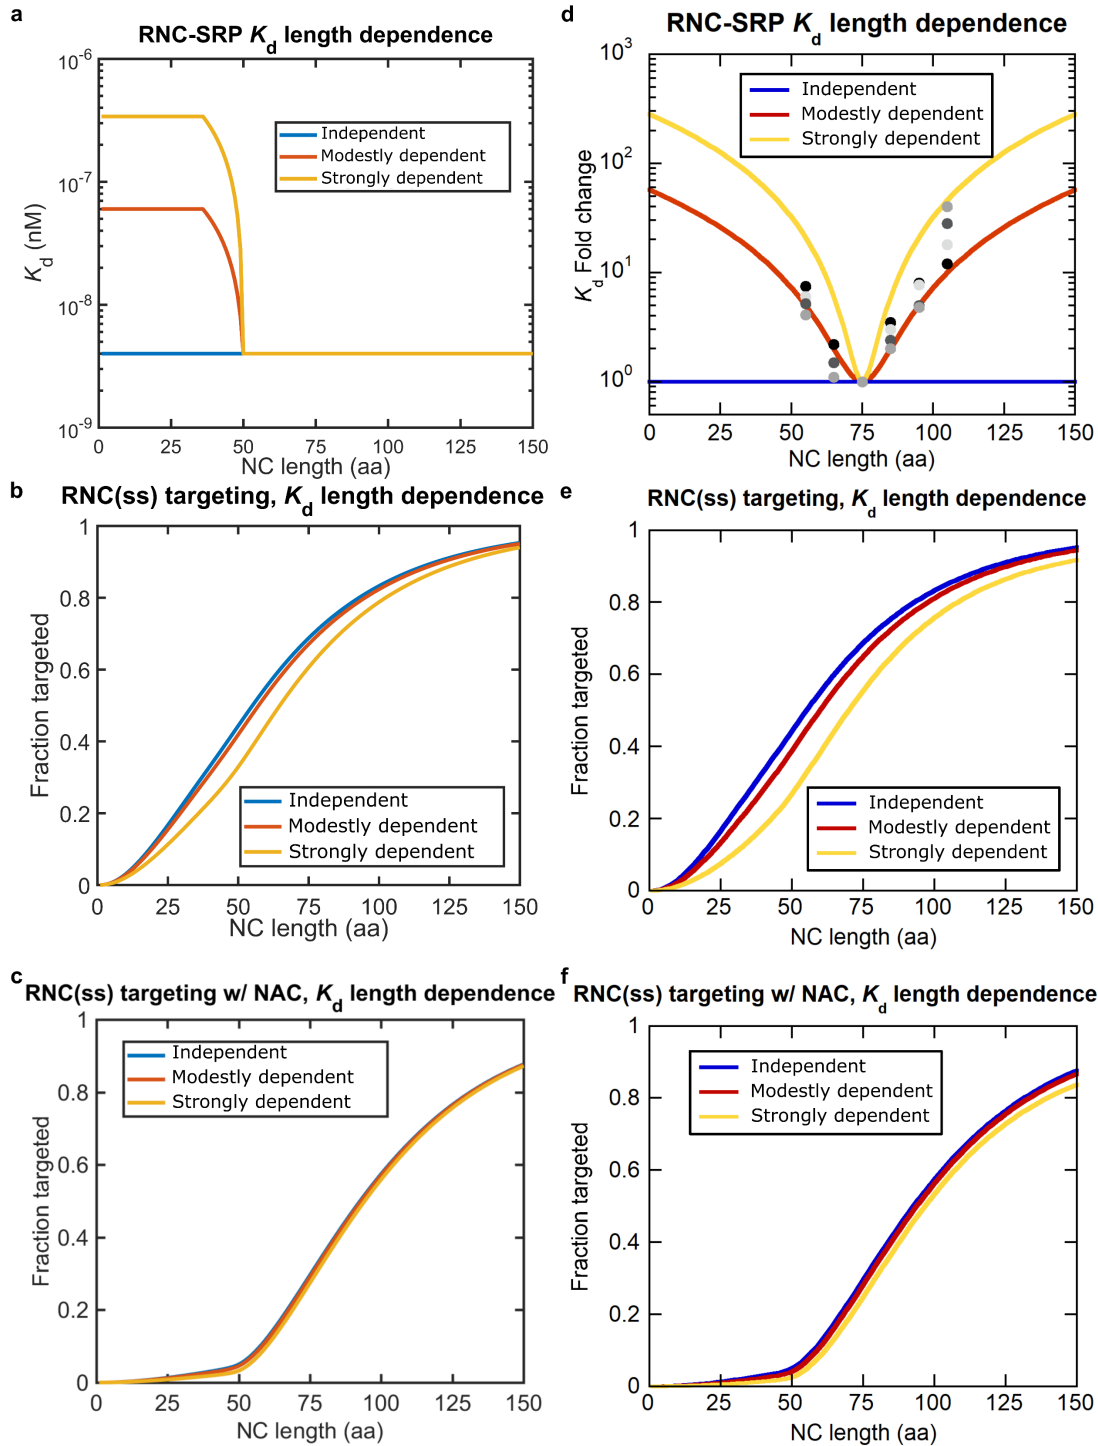 a
RNC-SRP Kd length dependence
10-6
10-7
10-8
10-9
Kd (nM)
Independent
Modestly dependent
Strongly dependent
0 25 50 75 100 125 150
NC length (aa)
b
RNC(ss) targeting, Kd length dependence
1
0.8
0.6
0.4
0.2
0
Fraction targeted
Independent
Modestly dependent
Strongly dependent
0 25 50 75 100 125 150
NC length (aa)
c
RNC(ss) targeting w/ NAC, Kd length dependence
1
0.8
0.6
0.4
0.2
0
Fraction targeted
Independent
Modestly dependent
Strongly dependent
0 25 50 75 100 125 150
NC length (aa)
d
RNC-SRP Kd length dependence
103
102
101
100
Kd Fold change
Independent
Modestly dependent
Strongly dependent
0 25 50 75 100 125 150
NC length (aa)
e
RNC(ss) targeting, Kd length dependence
1
0.8
0.6
0.4
0.2
0
Fraction targeted
Independent
Modestly dependent
Strongly dependent
0 25 50 75 100 125 150
NC length (aa)
f
RNC(ss) targeting w/ NAC, Kd length dependence
1
0.8
0.6
0.4
0.2
0
Fraction targeted
Independent
Modestly dependent
Strongly dependent
0 25 50 75 100 125 150
NC length (aa)